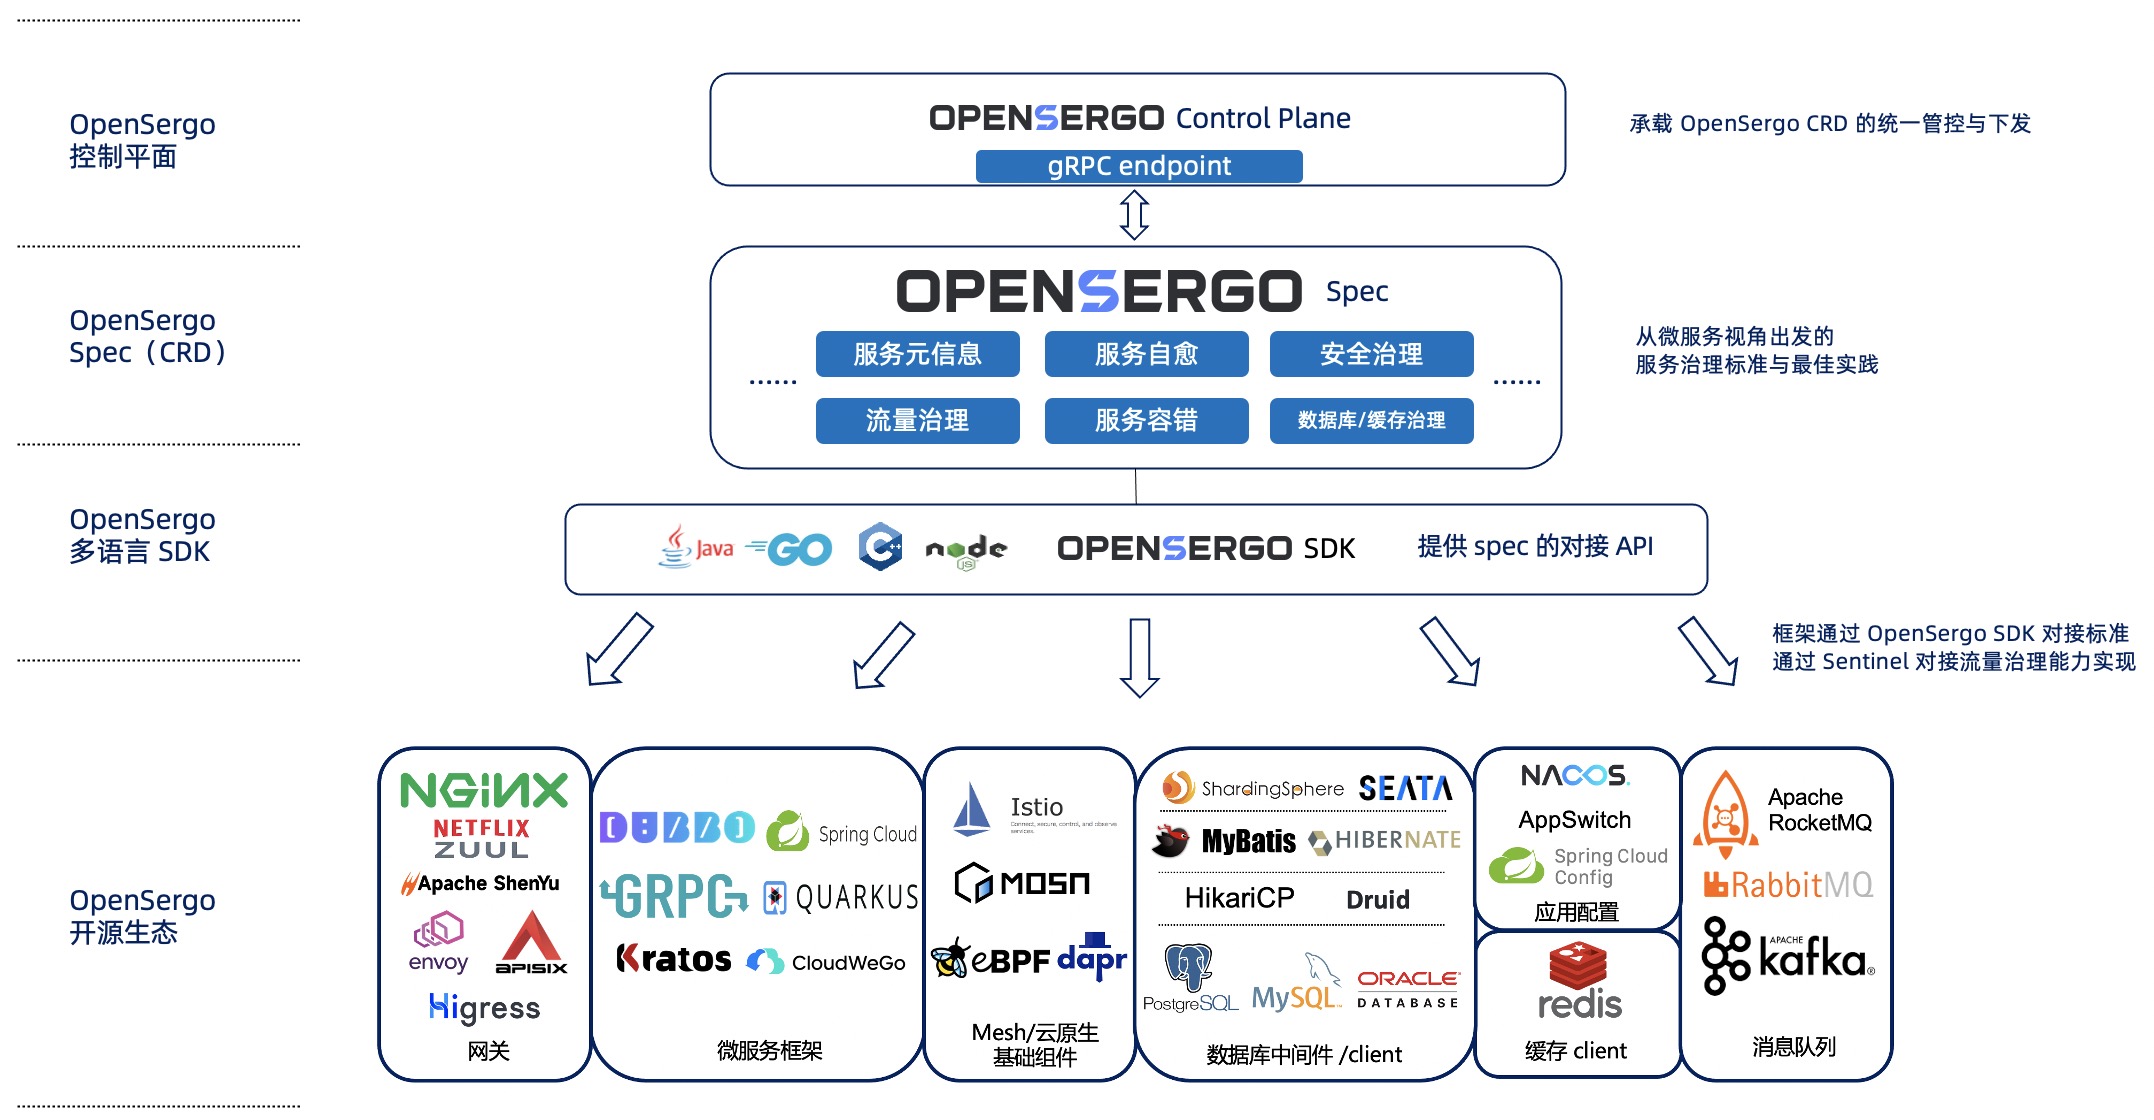 OpenSergo
控制平面
OPENSERGO Control Plane
gRPC endpoint
承载 OpenSergo CRD 的统一管控与下发
OpenSergo
Spec（CRD）
OPENSERGO Spec
服务元信息
服务自愈
安全治理
......
......
流量治理
服务容错
数据库/缓存治理
从微服务视角出发的
服务治理标准与最佳实践
OpenSergo
多语言 SDK
Java
GO
C++
node
JS
OPENSERGO SDK
提供 spec 的对接 API
框架通过 OpenSergo SDK 对接标准
通过 Sentinel 对接流量治理能力实现
OpenSergo
开源生态
NGiNX
NETFLIX
ZUUL
Apache ShenYu
envoy
APISIX
Higress
网关
DUBBO
Spring Cloud
GRPC
QUARKUS
Kratos
CloudWeGo
微服务框架
Istio
Connect, secure, control, and observe
services.
MOSN
eBPF
dapr
Mesh/云原生
基础组件
ShardingSphere
SEATA
MyBatis
HIBERNATE
HikariCP
Druid
PostgreSQL
MySQL™
ORACLE®
DATABASE
数据库中间件 /client
NACOS.
AppSwitch
Spring Cloud
Config
应用配置
redis
缓存 client
Apache
RocketMQ
RabbitMQ
APACHE
kafka®
消息队列